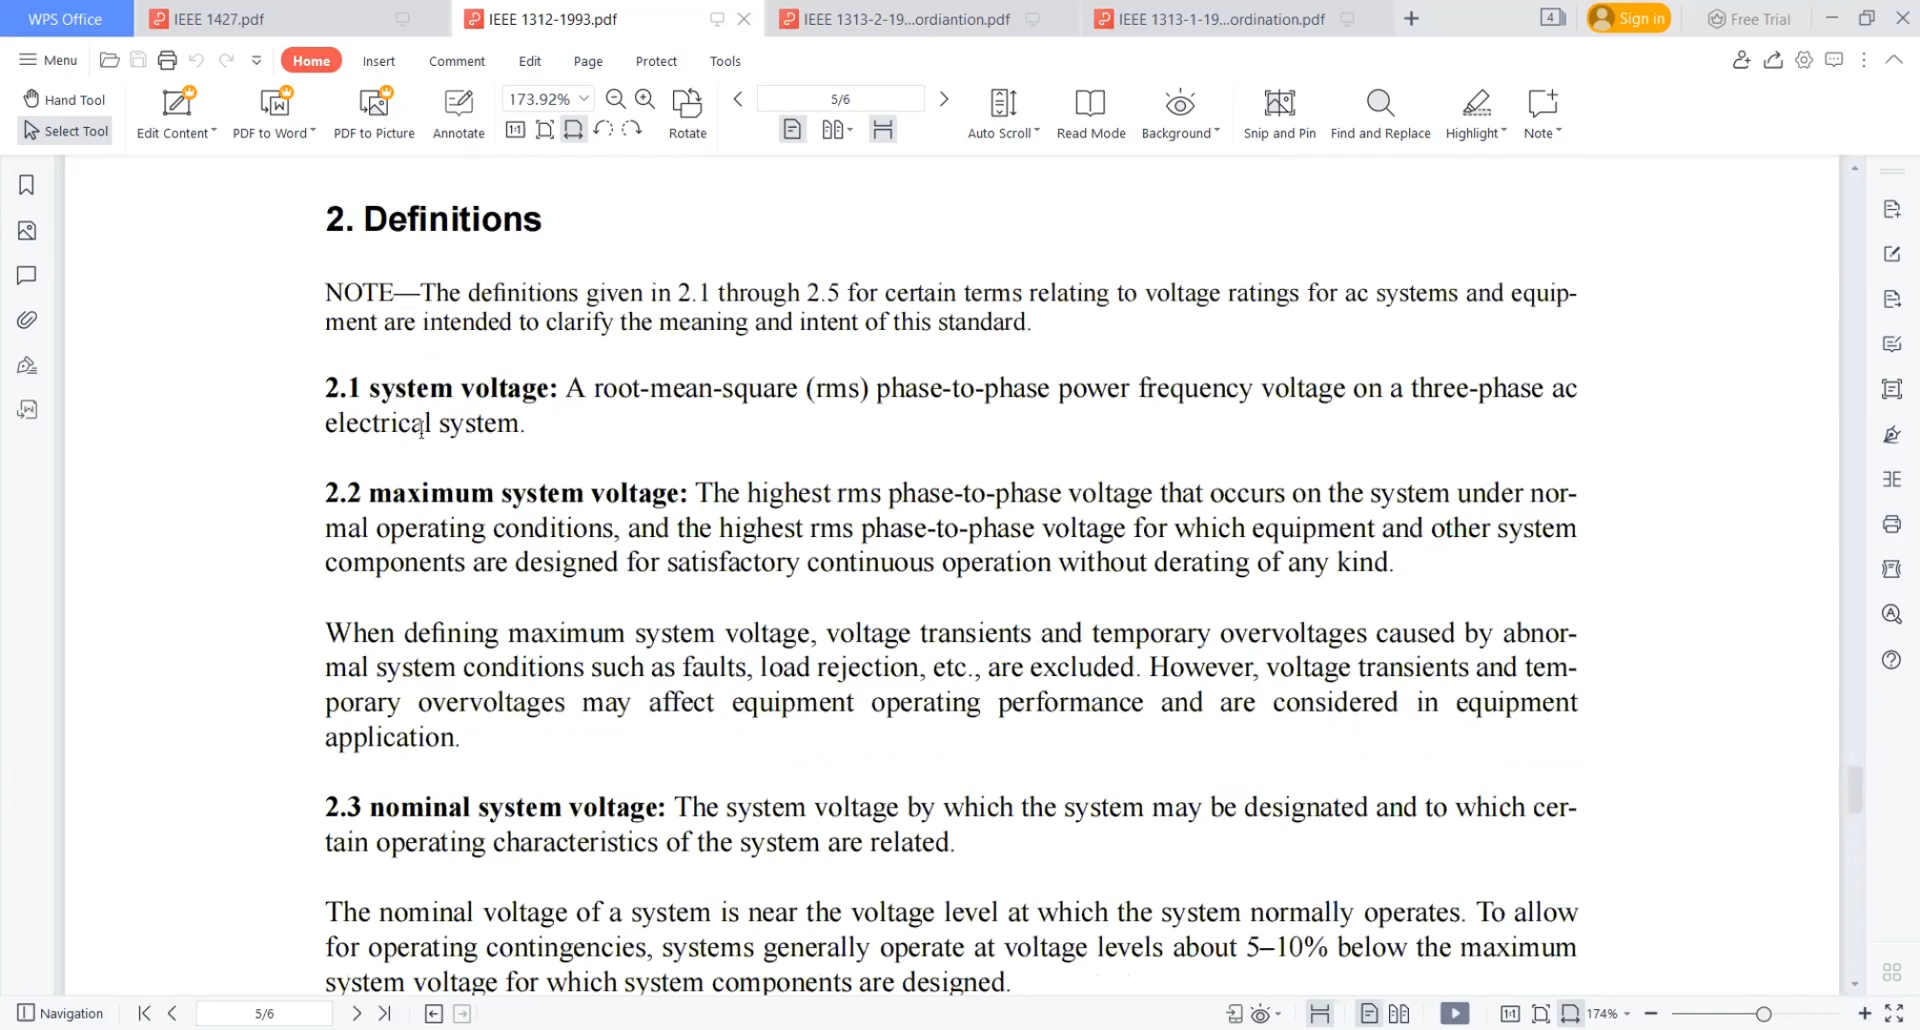 WPS Office
IEEE 1427.pdf
IEEE 1312-1993.pdf
IEEE 1313-2-19...ordiantion.pdf
IEEE 1313-1-19...ordination.pdf
4
Sign in
Free Trial
Menu
Home
Insert
Comment
Edit
Page
Protect
Tools
Hand Tool
Select Tool
Edit Content
PDF to Word
PDF to Picture
Annotate
173.92%
1:1
Rotate
5/6
Auto Scroll
Read Mode
Background
Snip and Pin
Find and Replace
Highlight
Note
2. Definitions
NOTE—The definitions given in 2.1 through 2.5 for certain terms relating to voltage ratings for ac systems and equip-
ment are intended to clarify the meaning and intent of this standard.
2.1 system voltage: A root-mean-square (rms) phase-to-phase power frequency voltage on a three-phase ac
electrical system.
2.2 maximum system voltage: The highest rms phase-to-phase voltage that occurs on the system under nor-
mal operating conditions, and the highest rms phase-to-phase voltage for which equipment and other system
components are designed for satisfactory continuous operation without derating of any kind.
When defining maximum system voltage, voltage transients and temporary overvoltages caused by abnor-
mal system conditions such as faults, load rejection, etc., are excluded. However, voltage transients and tem-
porary overvoltages may affect equipment operating performance and are considered in equipment
application.
2.3 nominal system voltage: The system voltage by which the system may be designated and to which cer-
tain operating characteristics of the system are related.
The nominal voltage of a system is near the voltage level at which the system normally operates. To allow
for operating contingencies, systems generally operate at voltage levels about 5–10% below the maximum
system voltage for which system components are designed.
Navigation
5/6
1:1
174%